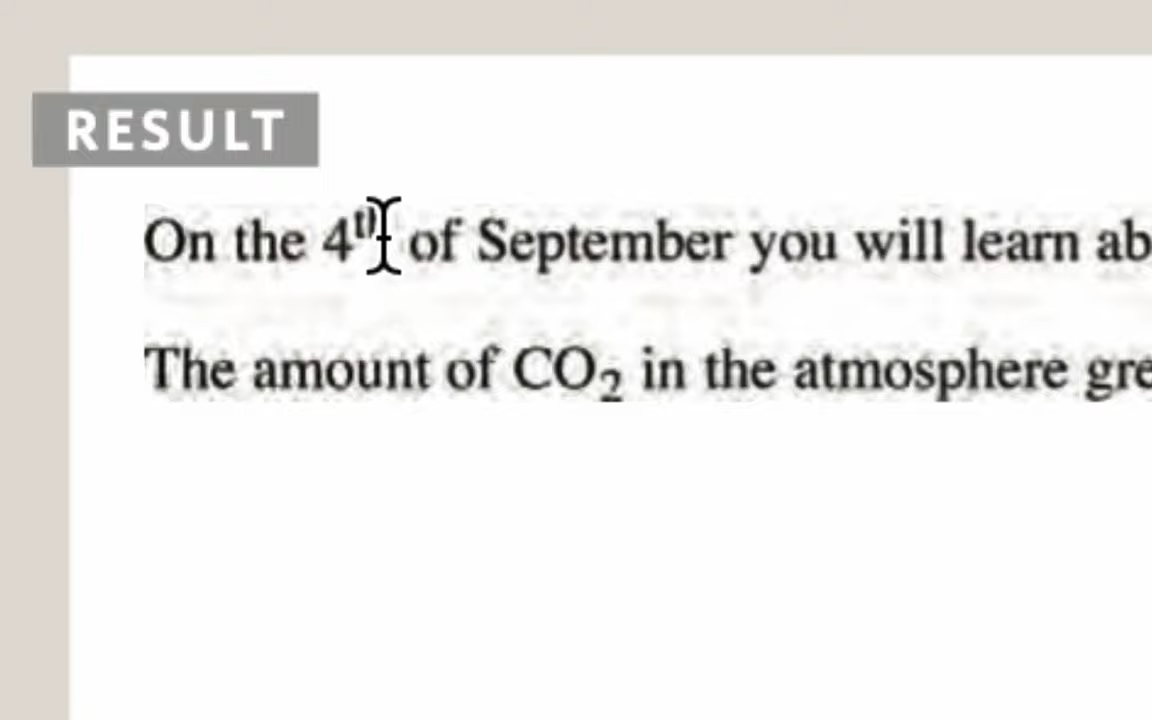 RESULT
On the 4th of September you will learn ab
The amount of CO₂ in the atmosphere gre